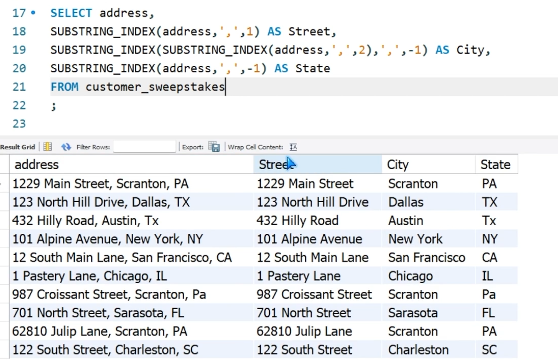 17 SELECT address,
18 SUBSTRING_INDEX(address,',',1) AS Street,
19 SUBSTRING_INDEX(SUBSTRING_INDEX(address,',',2),',',-1) AS City,
20 SUBSTRING_INDEX(address,',',-1) AS State
21 FROM customer_sweepstakes
22 ;
23
Result Grid Filter Rows: Export: Wrap Cell Content:
address Street City State
1229 Main Street, Scranton, PA 1229 Main Street Scranton PA
123 North Hill Drive, Dallas, TX 123 North Hill Drive Dallas TX
432 Hilly Road, Austin, Tx 432 Hilly Road Austin Tx
101 Alpine Avenue, New York, NY 101 Alpine Avenue New York NY
12 South Main Lane, San Francisco, CA 12 South Main Lane San Francisco CA
1 Pastery Lane, Chicago, IL 1 Pastery Lane Chicago IL
987 Croissant Street, Scranton, Pa 987 Croissant Street Scranton Pa
701 North Street, Sarasota, FL 701 North Street Sarasota FL
62810 Julip Lane, Scranton, PA 62810 Julip Lane Scranton PA
122 South Street, Charleston, SC 122 South Street Charleston SC